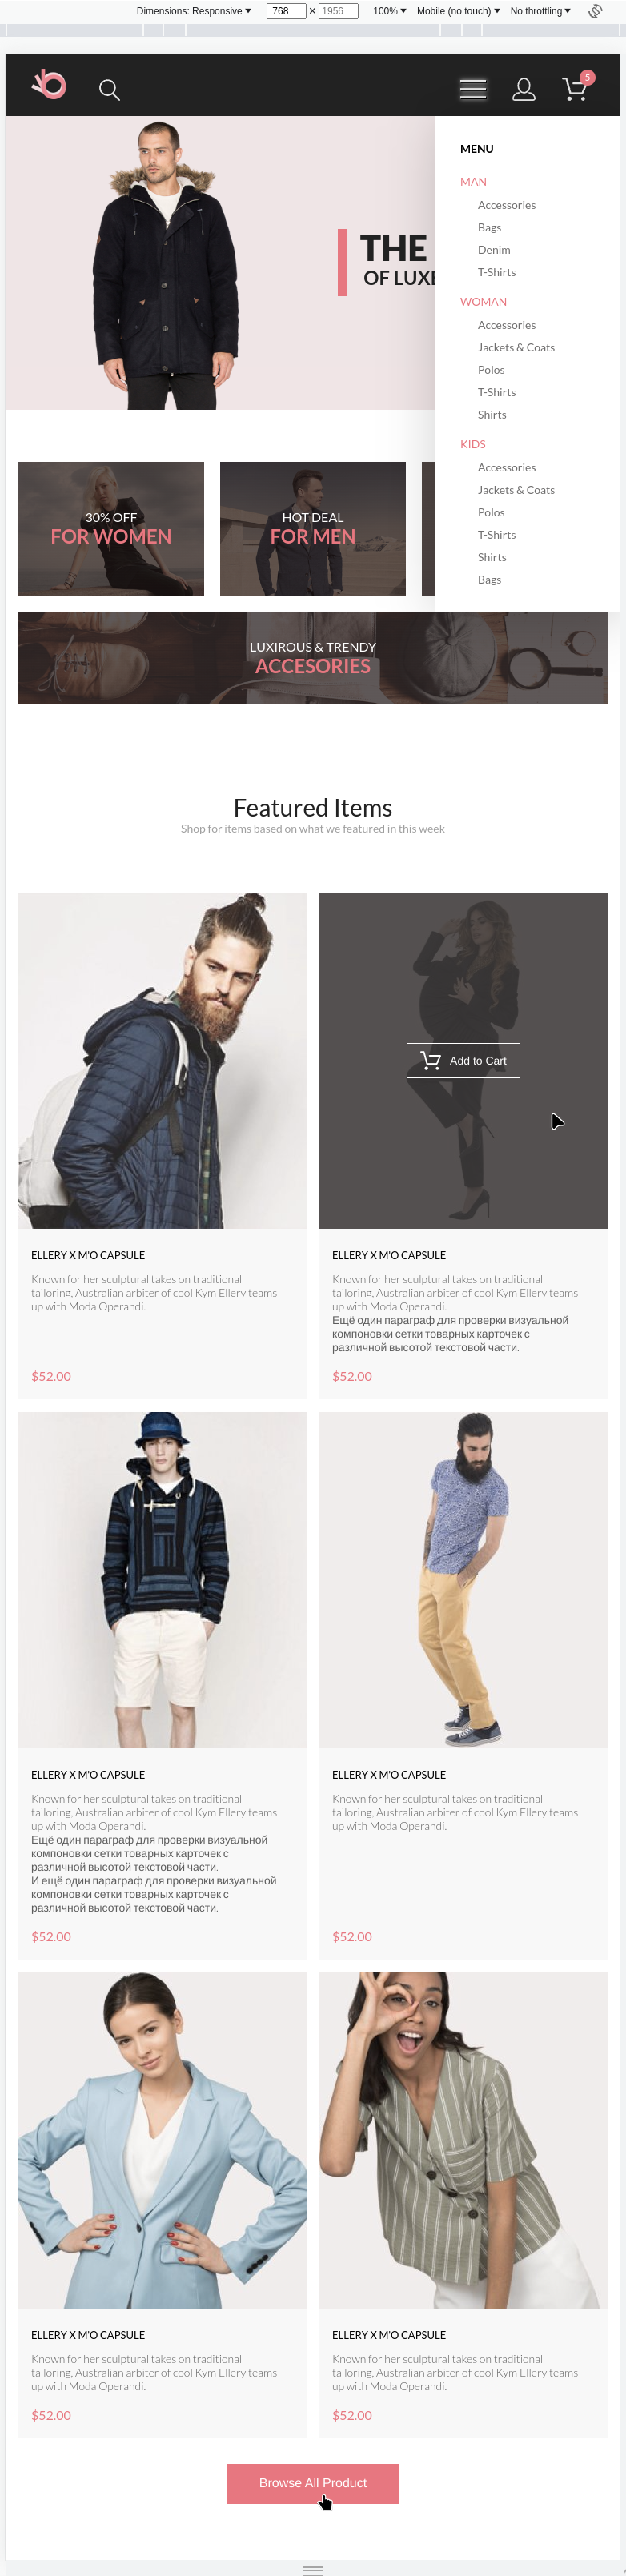 Dimensions: Responsive 768 × 1956 100% Mobile (no touch) No throttling
5
MENU
MAN
Accessories
Bags
Denim
T-Shirts
WOMAN
Accessories
Jackets & Coats
Polos
T-Shirts
Shirts
KIDS
Accessories
Jackets & Coats
Polos
T-Shirts
Shirts
Bags
THE
OF LUXE
30% OFF
FOR WOMEN
HOT DEAL
FOR MEN
LUXIROUS & TRENDY
ACCESORIES
Featured Items
Shop for items based on what we featured in this week
Add to Cart
ELLERY X M'O CAPSULE
Known for her sculptural takes on traditional
tailoring, Australian arbiter of cool Kym Ellery teams
up with Moda Operandi.
$52.00
ELLERY X M'O CAPSULE
Known for her sculptural takes on traditional
tailoring, Australian arbiter of cool Kym Ellery teams
up with Moda Operandi.
Ещё один параграф для проверки визуальной
компоновки сетки товарных карточек с
различной высотой текстовой части.
$52.00
ELLERY X M'O CAPSULE
Known for her sculptural takes on traditional
tailoring, Australian arbiter of cool Kym Ellery teams
up with Moda Operandi.
Ещё один параграф для проверки визуальной
компоновки сетки товарных карточек с
различной высотой текстовой части.
И ещё один параграф для проверки визуальной
компоновки сетки товарных карточек с
различной высотой текстовой части.
$52.00
ELLERY X M'O CAPSULE
Known for her sculptural takes on traditional
tailoring, Australian arbiter of cool Kym Ellery teams
up with Moda Operandi.
$52.00
ELLERY X M'O CAPSULE
Known for her sculptural takes on traditional
tailoring, Australian arbiter of cool Kym Ellery teams
up with Moda Operandi.
$52.00
ELLERY X M'O CAPSULE
Known for her sculptural takes on traditional
tailoring, Australian arbiter of cool Kym Ellery teams
up with Moda Operandi.
$52.00
Browse All Product